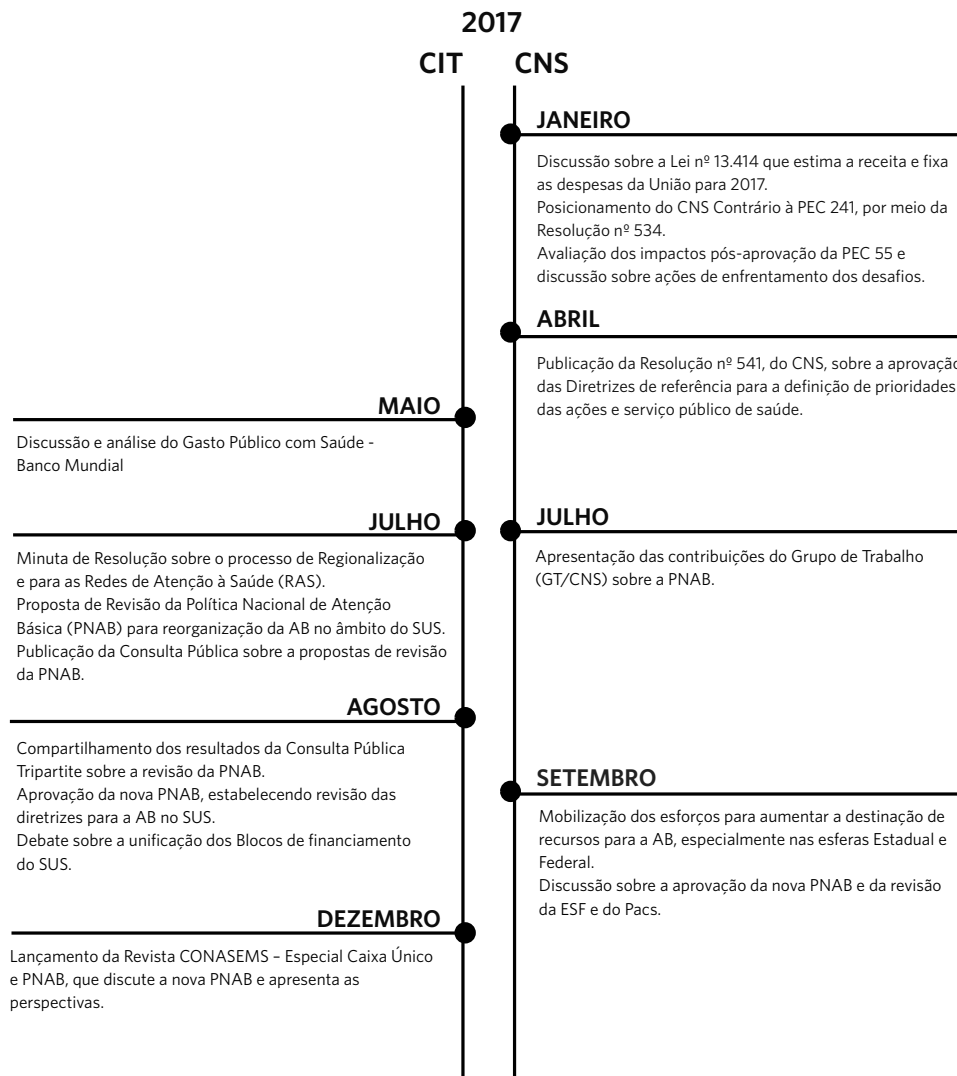 2017
CIT
CNS
JANEIRO
Discussão sobre a Lei nº 13.414 que estima a receita e fixa
as despesas da União para 2017.
Posicionamento do CNS Contrário à PEC 241, por meio da
Resolução nº 534.
Avaliação dos impactos pós-aprovação da PEC 55 e
discussão sobre ações de enfrentamento dos desafios.
ABRIL
Publicação da Resolução nº 541, do CNS, sobre a aprovação
das Diretrizes de referência para a definição de prioridades
das ações e serviço público de saúde.
MAIO
Discussão e análise do Gasto Público com Saúde -
Banco Mundial
JULHO
Minuta de Resolução sobre o processo de Regionalização
e para as Redes de Atenção à Saúde (RAS).
Proposta de Revisão da Política Nacional de Atenção
Básica (PNAB) para reorganização da AB no âmbito do SUS.
Publicação da Consulta Pública sobre a propostas de revisão
da PNAB.
JULHO
Apresentação das contribuições do Grupo de Trabalho
(GT/CNS) sobre a PNAB.
AGOSTO
Compartilhamento dos resultados da Consulta Pública
Tripartite sobre a revisão da PNAB.
Aprovação da nova PNAB, estabelecendo revisão das
diretrizes para a AB no SUS.
Debate sobre a unificação dos Blocos de financiamento
do SUS.
SETEMBRO
Mobilização dos esforços para aumentar a destinação de
recursos para a AB, especialmente nas esferas Estadual e
Federal.
Discussão sobre a aprovação da nova PNAB e da revisão
da ESF e do Pacs.
DEZEMBRO
Lançamento da Revista CONASEMS – Especial Caixa Único
e PNAB, que discute a nova PNAB e apresenta as
perspectivas.